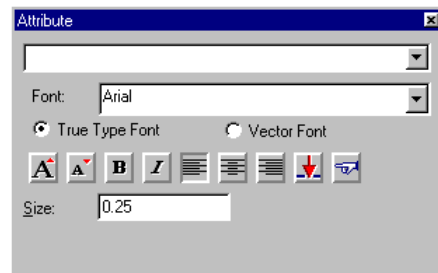 Attribute
Font: Arial
True Type Font Vector Font
A A B I
Size: 0.25